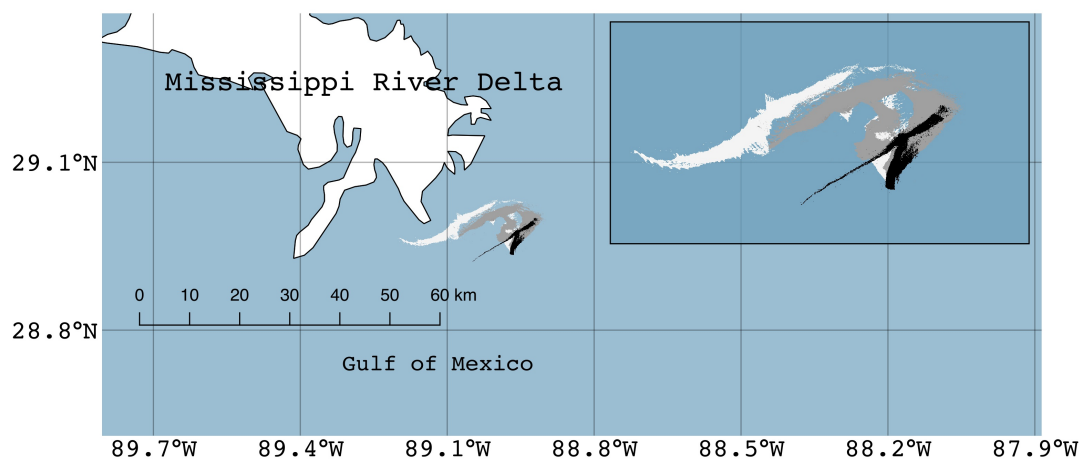 Mississippi River Delta
29.1°N
0 10 20 30 40 50 60 km
28.8°N
Gulf of Mexico
89.7°W 89.4°W 89.1°W 88.8°W 88.5°W 88.2°W 87.9°W